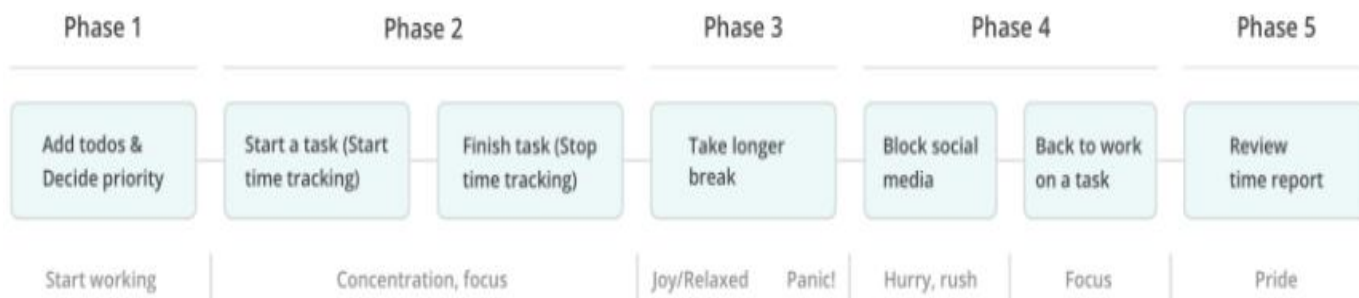 Phase 1
Phase 2
Phase 3
Phase 4
Phase 5
Add todos &
Decide priority
Start a task (Start
time tracking)
Finish task (Stop
time tracking)
Take longer
break
Block social
media
Back to work
on a task
Review
time report
Start working
Concentration, focus
Joy/Relaxed
Panic!
Hurry, rush
Focus
Pride